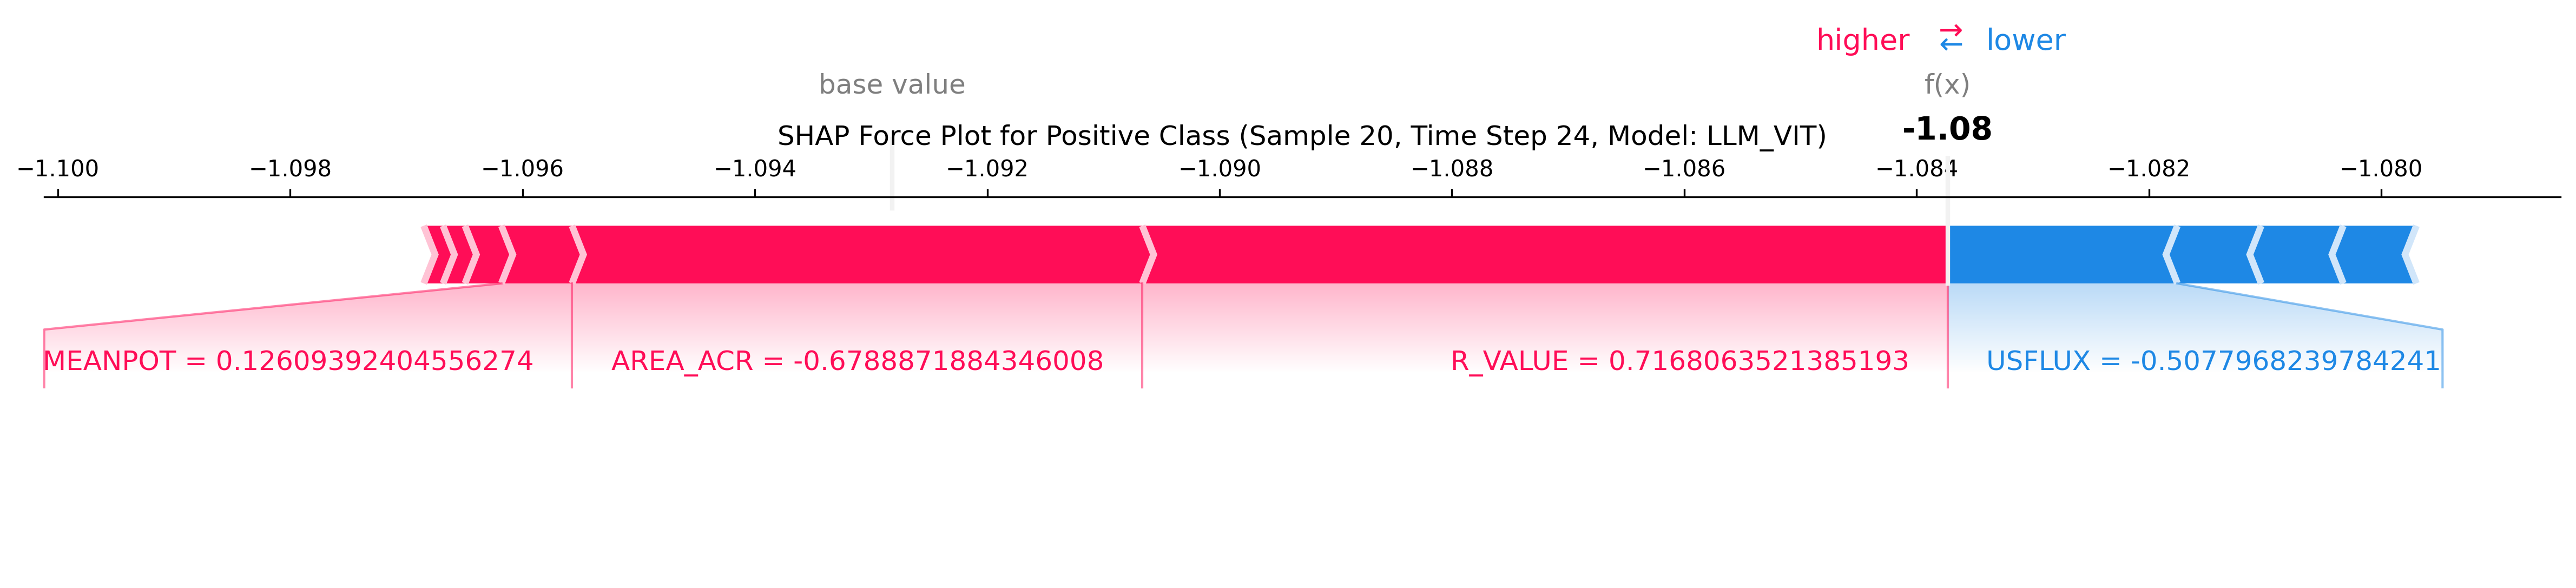 higher ⇄ lower
base value f(x)
SHAP Force Plot for Positive Class (Sample 20, Time Step 24, Model: LLM_VIT) -1.08
−1.100 −1.098 −1.096 −1.094 −1.092 −1.090 −1.088 −1.086 −1.084 −1.082 −1.080
MEANPOT = 0.12609392404556274 AREA_ACR = -0.6788871884346008 R_VALUE = 0.7168063521385193 USFLUX = -0.5077968239784241